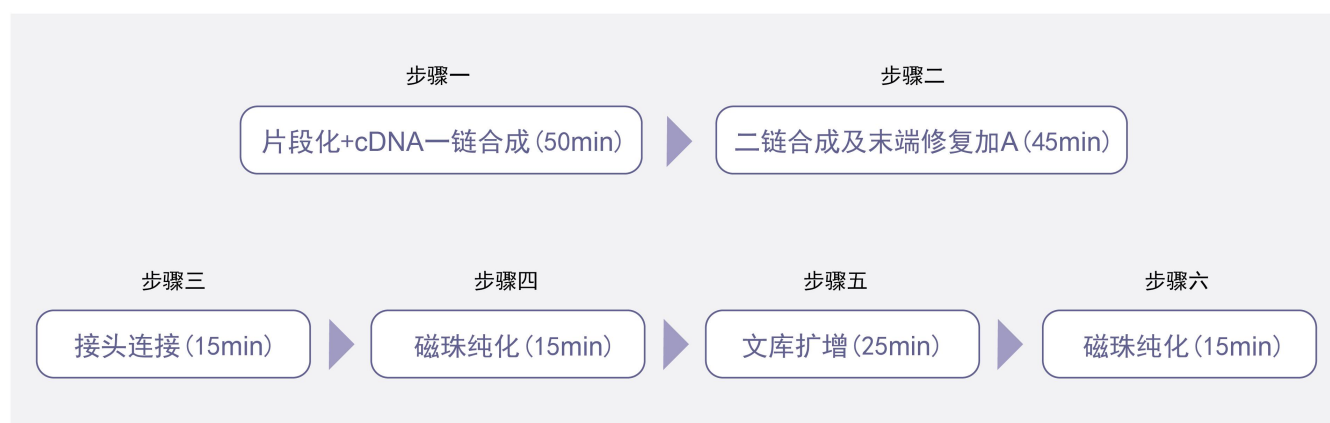 步骤一
片段化+cDNA一链合成(50min)
步骤二
二链合成及末端修复加A(45min)
步骤三
接头连接(15min)
步骤四
磁珠纯化(15min)
步骤五
文库扩增(25min)
步骤六
磁珠纯化(15min)